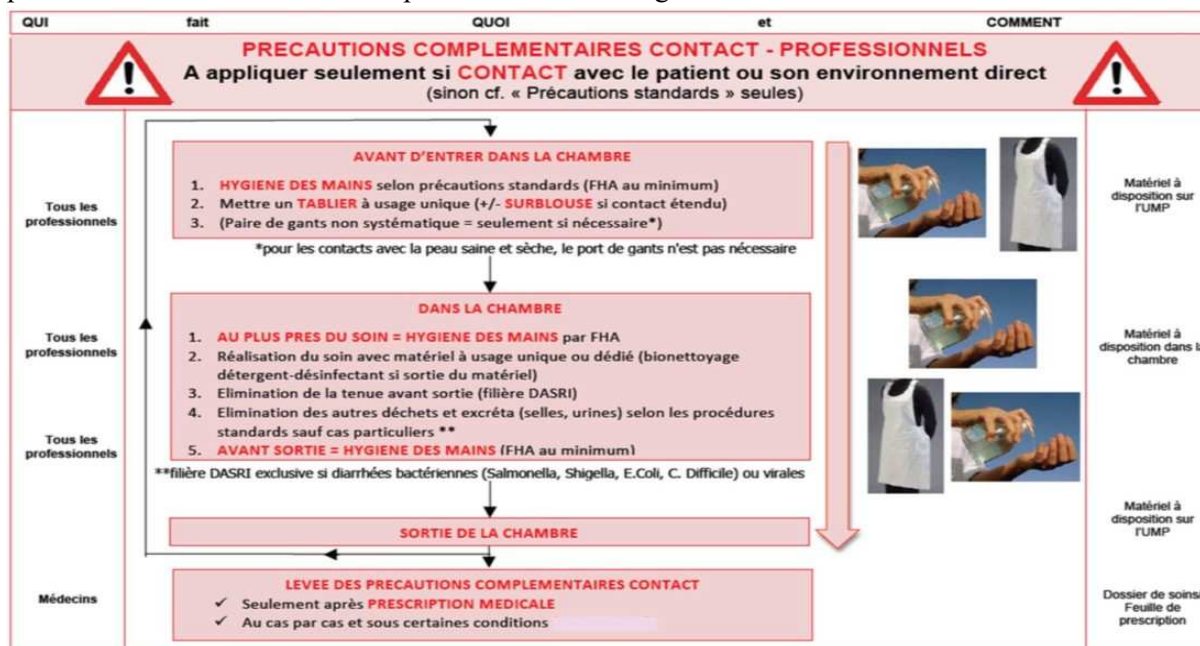 QUI fait QUOI et COMMENT
PRECAUTIONS COMPLEMENTAIRES CONTACT - PROFESSIONNELS
A appliquer seulement si CONTACT avec le patient ou son environnement direct
(sinon cf. « Précautions standards » seules)
Tous les
professionnels
AVANT D'ENTRER DANS LA CHAMBRE
1. HYGIENE DES MAINS selon précautions standards (FHA au minimum)
2. Mettre un TABLIER à usage unique (+/- SURBLOUSE si contact étendu)
3. (Paire de gants non systématique = seulement si nécessaire*)
*pour les contacts avec la peau saine et sèche, le port de gants n'est pas nécessaire
Matériel à
disposition sur
l'UMP
Tous les
professionnels
DANS LA CHAMBRE
1. AU PLUS PRES DU SOIN = HYGIENE DES MAINS par FHA
2. Réalisation du soin avec matériel à usage unique ou dédié (bionettoyage
détergent-désinfectant si sortie du matériel)
3. Elimination de la tenue avant sortie (filière DASRI)
4. Elimination des autres déchets et excréta (selles, urines) selon les procédures
standards sauf cas particuliers **
5. AVANT SORTIE = HYGIENE DES MAINS (FHA au minimum)
**filière DASRI exclusive si diarrhées bactériennes (Salmonella, Shigella, E.Coli, C. Difficile) ou virales
Matériel à
disposition dans la
chambre
Tous les
professionnels
SORTIE DE LA CHAMBRE
Matériel à
disposition sur
l'UMP
Médecins
LEVEE DES PRECAUTIONS COMPLEMENTAIRES CONTACT
✓ Seulement après PRESCRIPTION MEDICALE
✓ Au cas par cas et sous certaines conditions
Dossier de soins/
Feuille de
prescription